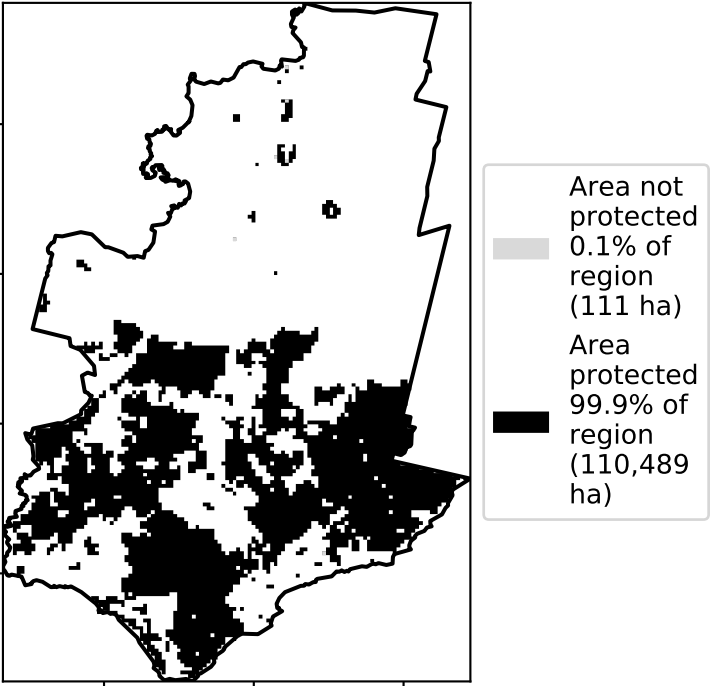 Area not
protected
0.1% of
region
(111 ha)
Area
protected
99.9% of
region
(110,489
ha)